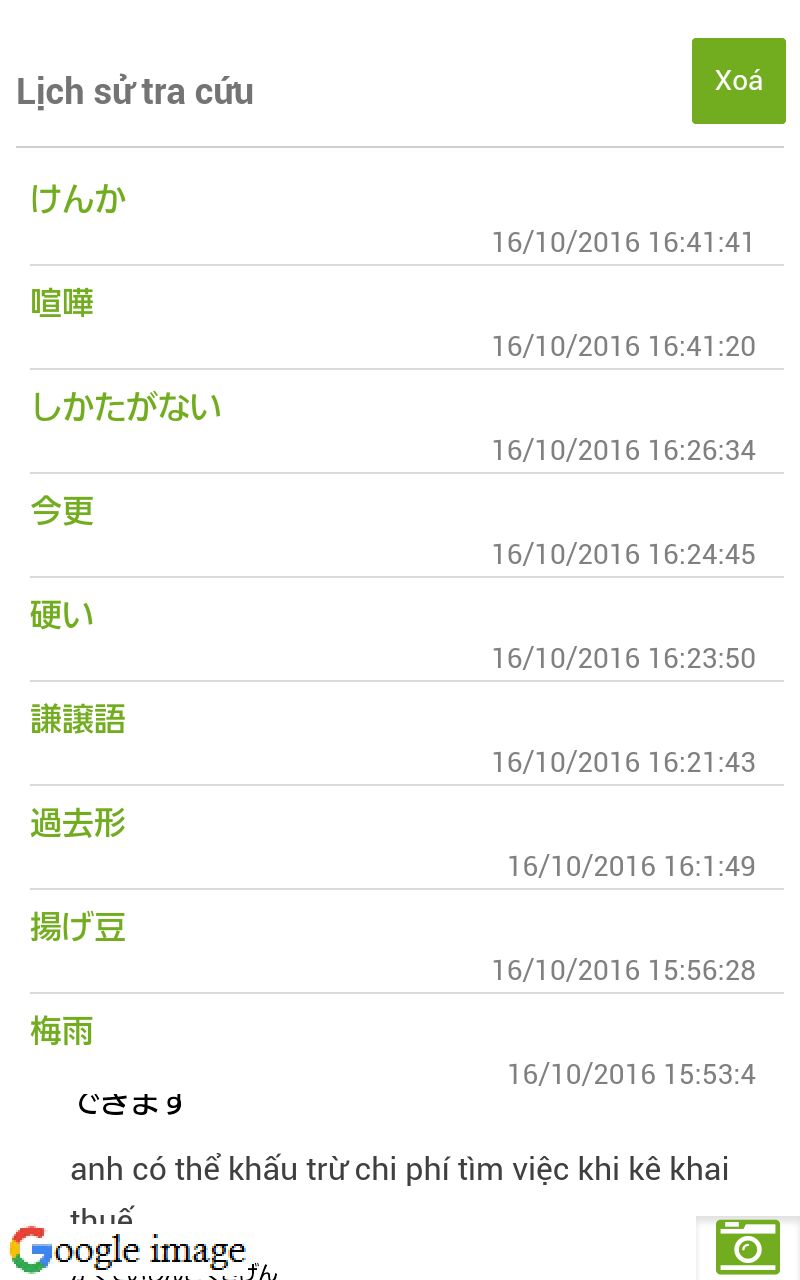 Lịch sử tra cứu
Xoá
けんか
16/10/2016 16:41:41
喧嘩
16/10/2016 16:41:20
しかたがない
16/10/2016 16:26:34
今更
16/10/2016 16:24:45
硬い
16/10/2016 16:23:50
謙譲語
16/10/2016 16:21:43
過去形
16/10/2016 16:1:49
揚げ豆
16/10/2016 15:56:28
梅雨
16/10/2016 15:53:4
anh có thể khấu trừ chi phí tìm việc khi kê khai
thuế
Google image